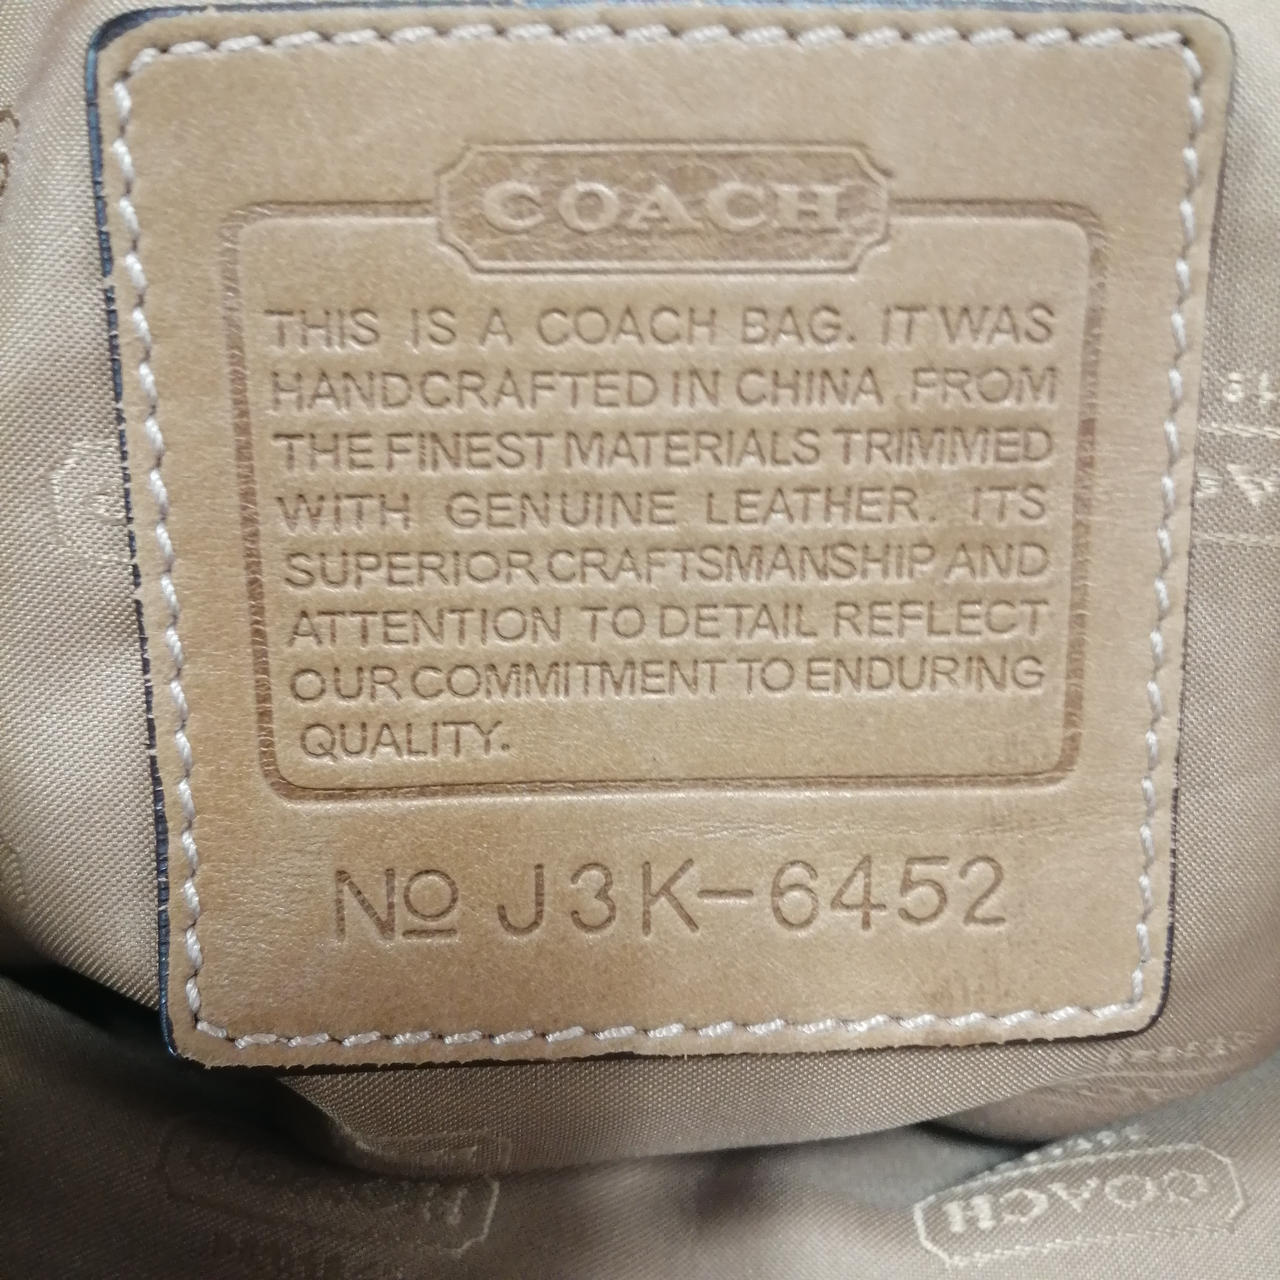 COACH
THIS IS A COACH BAG. IT WAS
HANDCRAFTED IN CHINA FROM
THE FINEST MATERIALS TRIMMED
WITH GENUINE LEATHER. ITS
SUPERIOR CRAFTSMANSHIP AND
ATTENTION TO DETAIL REFLECT
OUR COMMITMENT TO ENDURING
QUALITY.
No J3K-6452
COACH